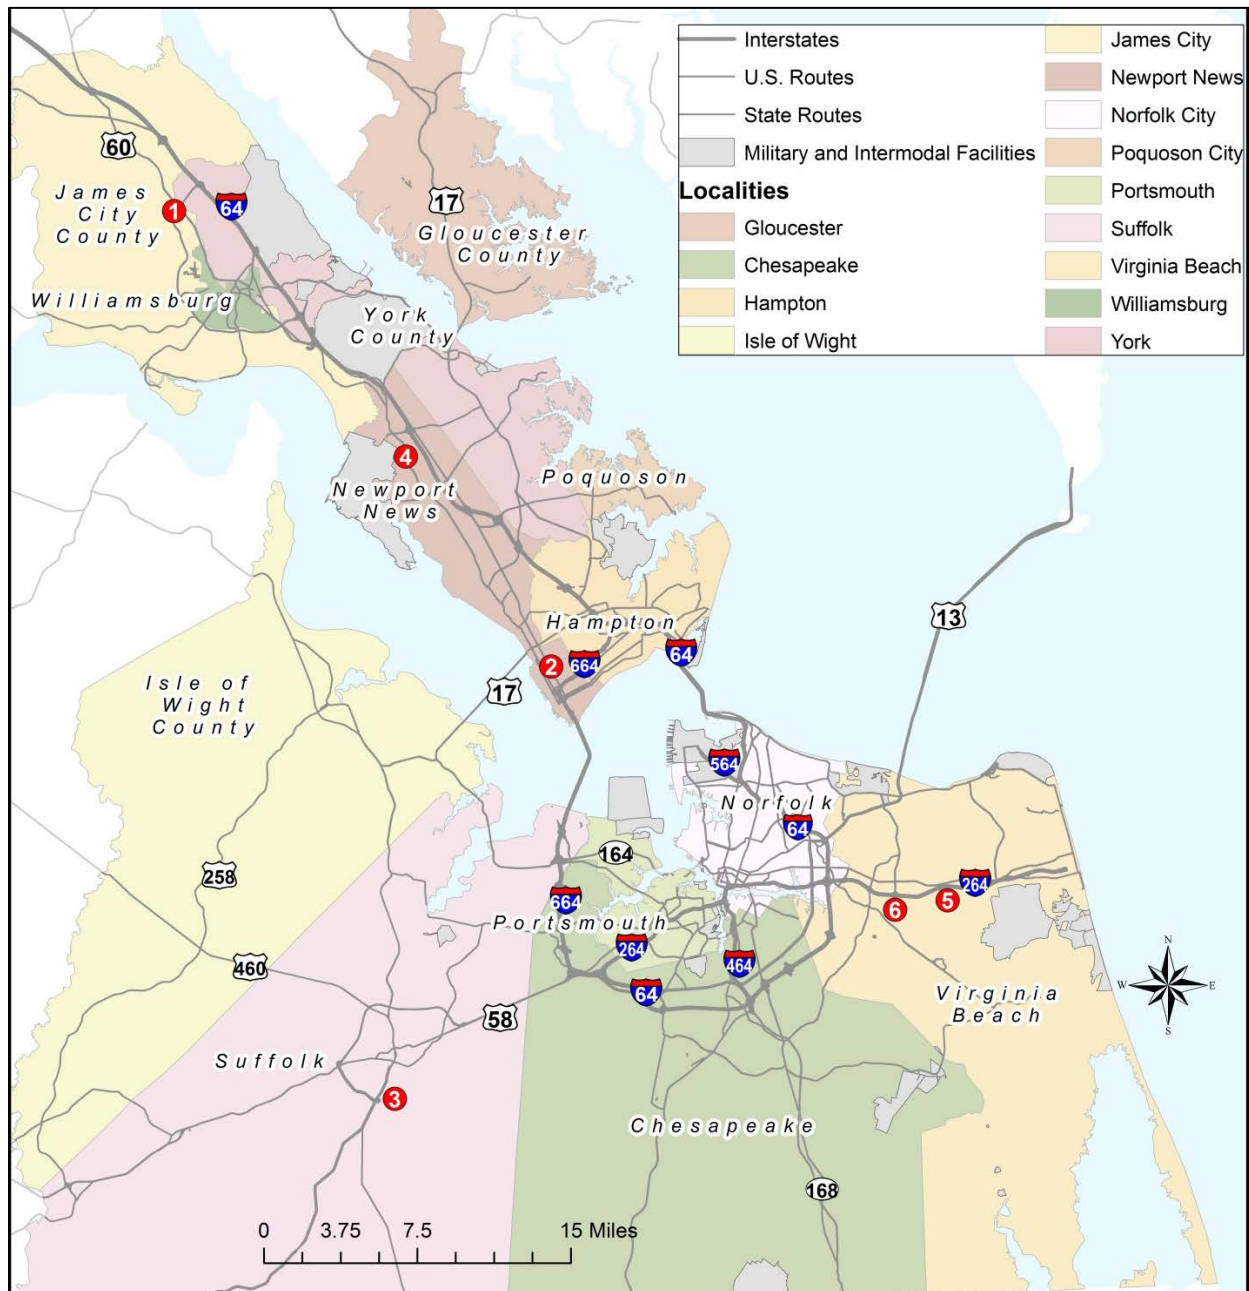 Interstates
U.S. Routes
State Routes
Military and Intermodal Facilities
Localities
Gloucester
Chesapeake
Hampton
Isle of Wight
James City
Newport News
Norfolk City
Poquoson City
Portsmouth
Suffolk
Virginia Beach
Williamsburg
York
60
James
City
County
1
64
17
Gloucester
County
Williamsburg
York
County
4
Newport
News
Poquoson
13
Hampton
64
2
664
17
Isle of
Wight
County
564
Norfolk
64
164
258
264
664
6
5
Portsmouth
264
464
460
64
Virginia
Beach
N
W
E
S
58
Suffolk
3
Chesapeake
168
0
3.75
7.5
15 Miles